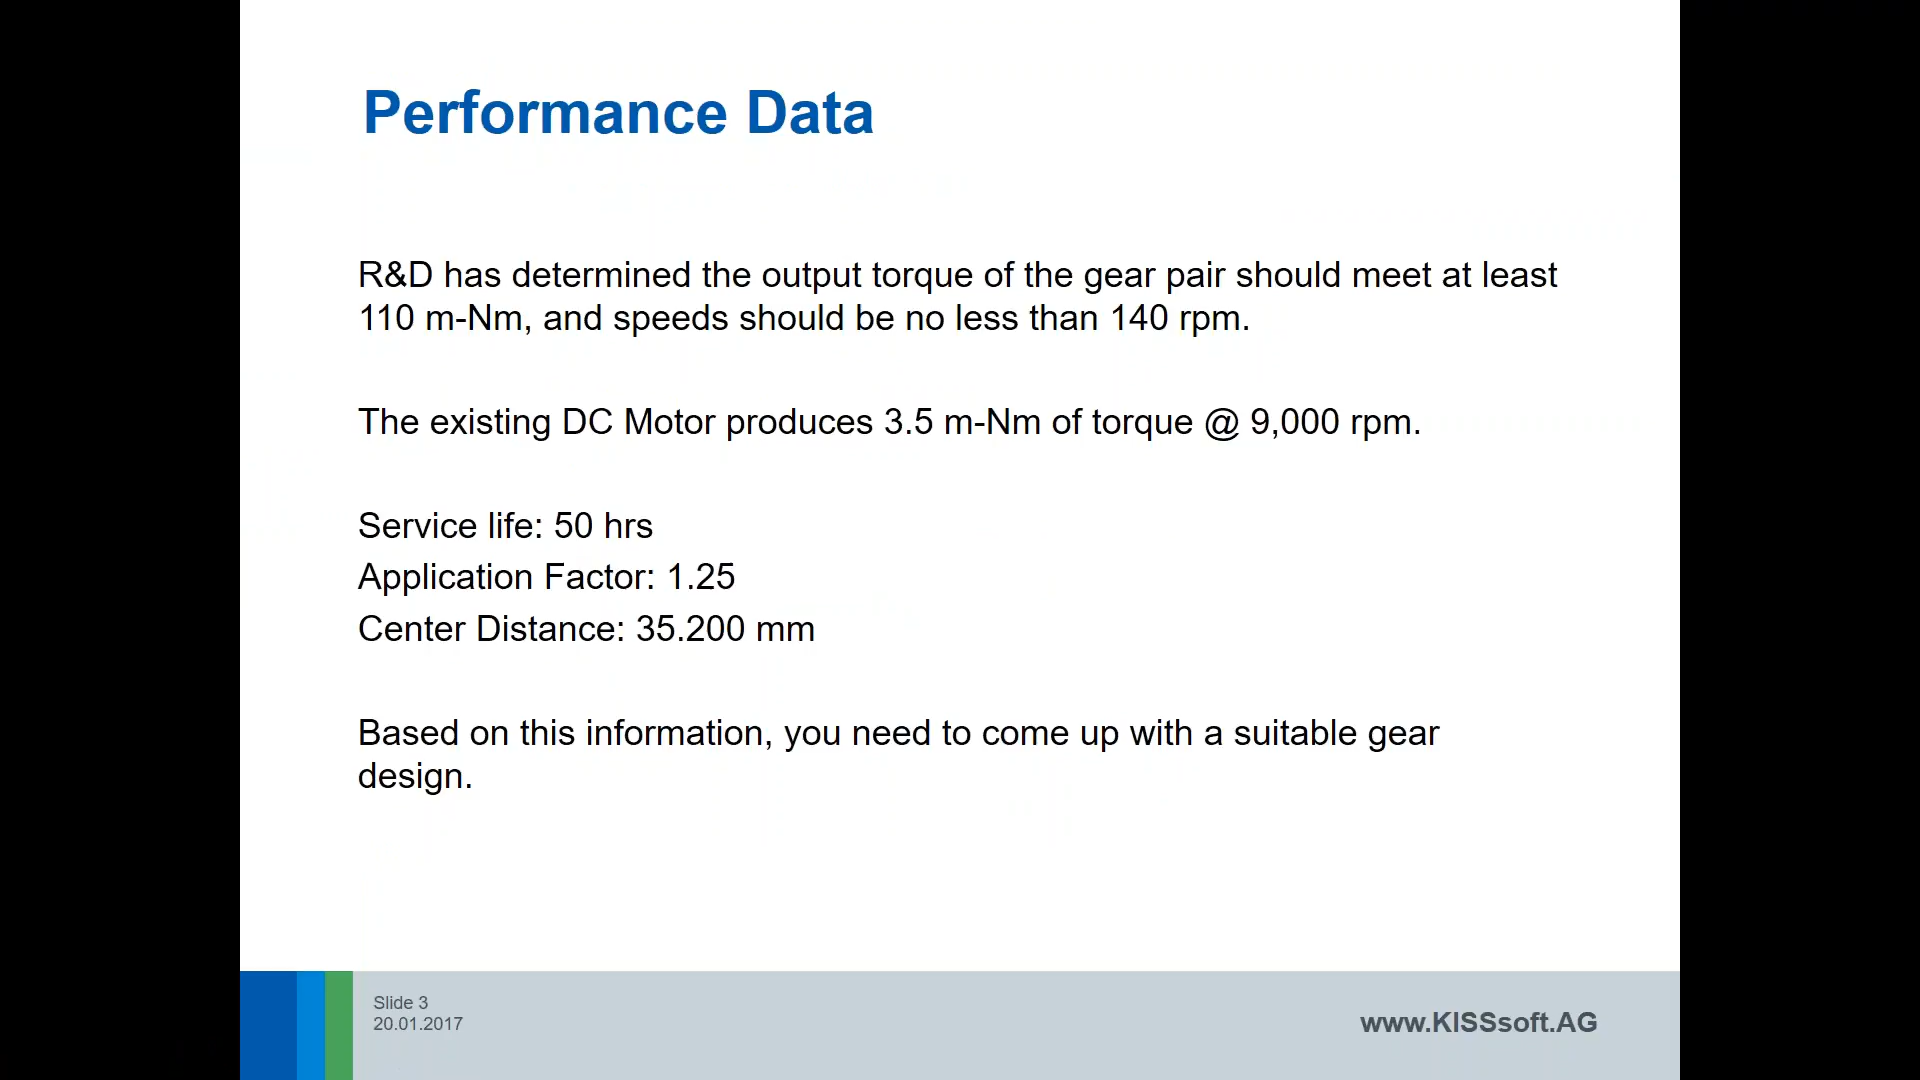 Performance Data
R&D has determined the output torque of the gear pair should meet at least
110 m-Nm, and speeds should be no less than 140 rpm.
The existing DC Motor produces 3.5 m-Nm of torque @ 9,000 rpm.
Service life: 50 hrs
Application Factor: 1.25
Center Distance: 35.200 mm
Based on this information, you need to come up with a suitable gear
design.
Slide 3
20.01.2017
www.KISSsoft.AG